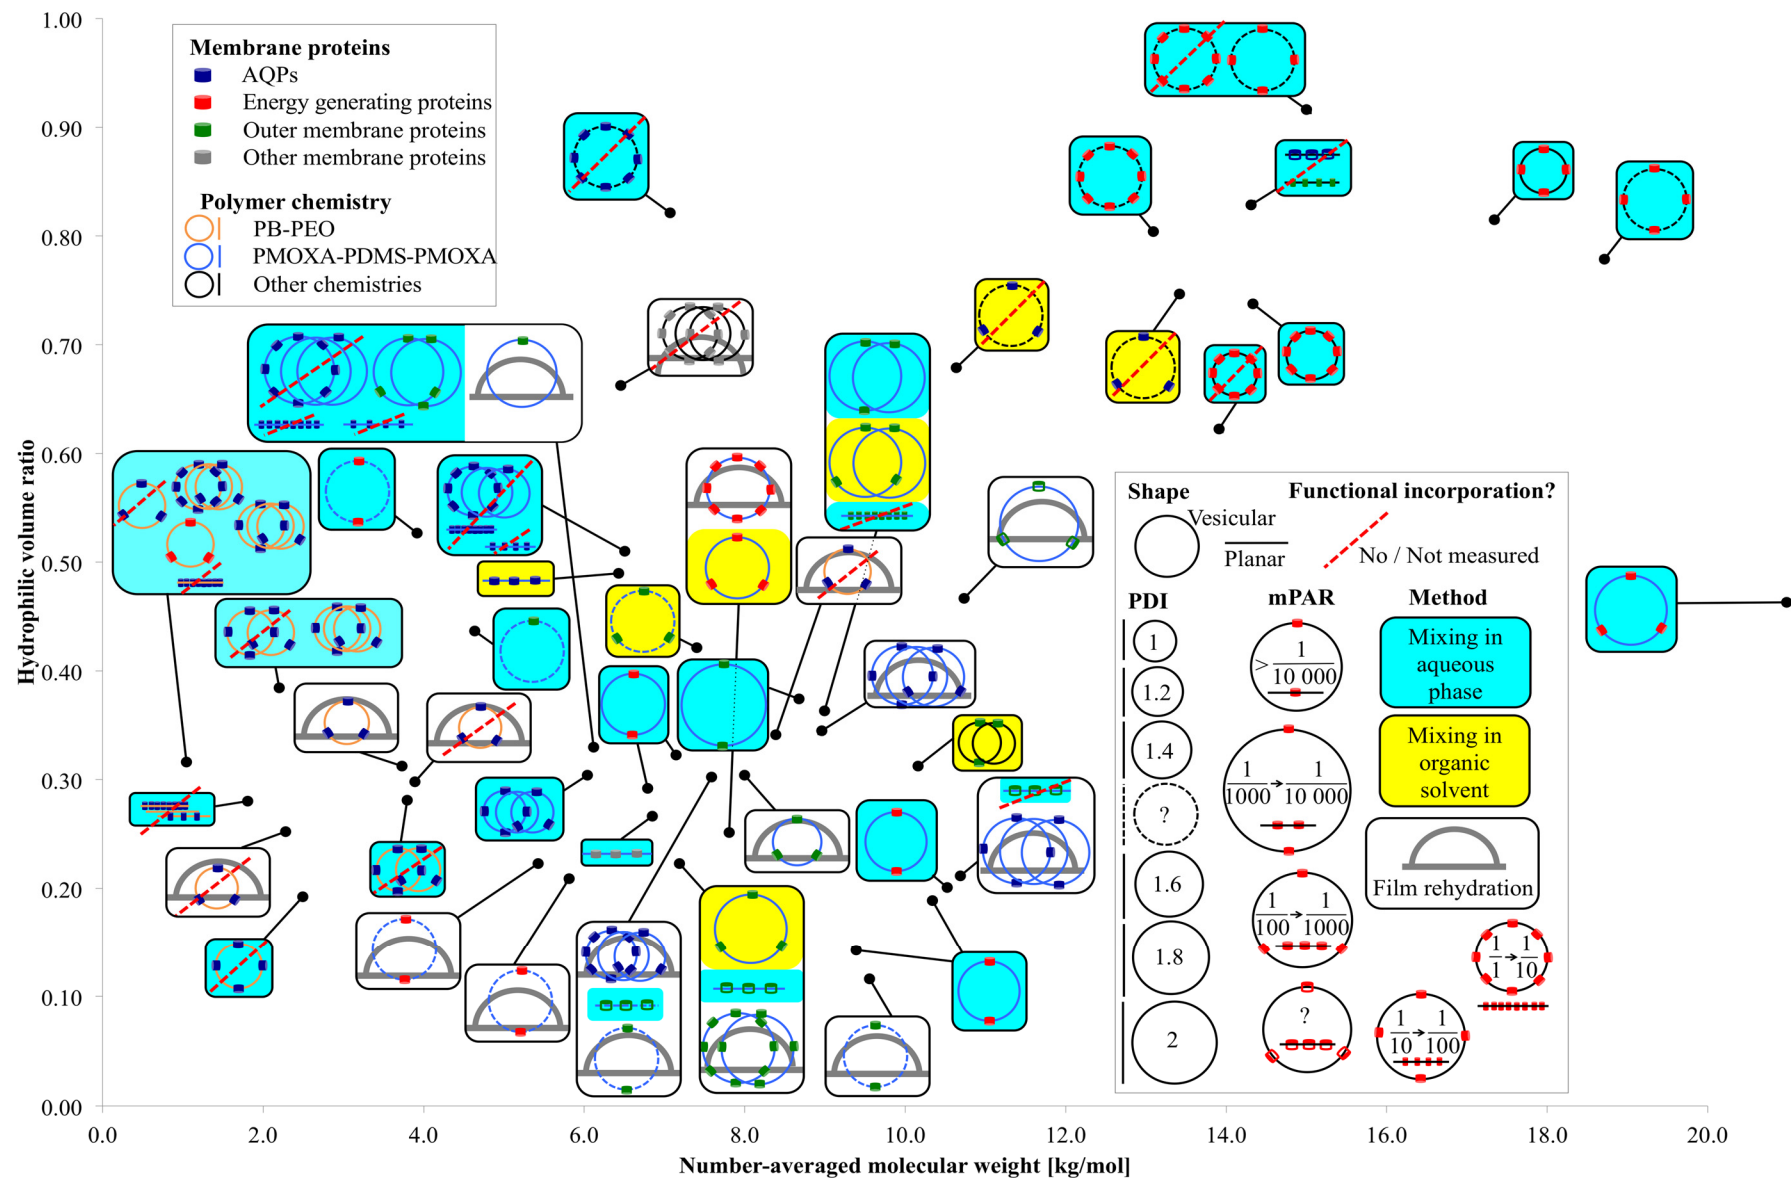 1.00
0.90
0.80
0.70
0.60
0.50
0.40
0.30
0.20
0.10
0.00
Hydrophilic volume ratio
Membrane proteins
AQPs
Energy generating proteins
Outer membrane proteins
Other membrane proteins
Polymer chemistry
PB-PEO
PMOXA-PDMS-PMOXA
Other chemistries
Shape
Vesicular
Planar
Functional incorporation?
No / Not measured
PDI
1
1.2
1.4
?
1.6
1.8
2
mPAR
> 1/10 000
1/1000 → 1/10 000
1/100 → 1/1000
?
1/10 → 1/100
1/1 → 1/10
Method
Mixing in
aqueous
phase
Mixing in
organic
solvent
Film rehydration
0.0 2.0 4.0 6.0 8.0 10.0 12.0 14.0 16.0 18.0 20.0
Number-averaged molecular weight [kg/mol]